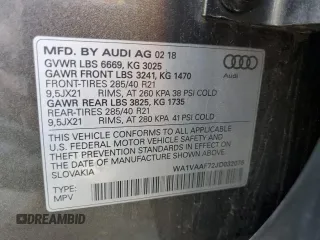 MFD. BY AUDI AG 02 18
GVWR LBS 6669, KG 3025
GAWR FRONT LBS 3241, KG 1470
FRONT-TIRES 285/40 R21
9,5JX21 RIMS, AT 260 KPA 38 PSI COLD
GAWR REAR LBS 3825, KG 1735
REAR-TIRES 285/40 R21
9,5JX21 RIMS, AT 280 KPA 41 PSI COLD
THIS VEHICLE CONFORMS TO ALL APPLICABLE
U.S. FEDERAL MOTOR VEHICLE SAFETY AND
THEFT PREVENTION STANDARDS IN EFFECT ON
THE DATE OF MANUFACTURE SHOWN ABOVE.
SLOVAKIA
TYPE:
MPV
Audi
DREAMBID.COM